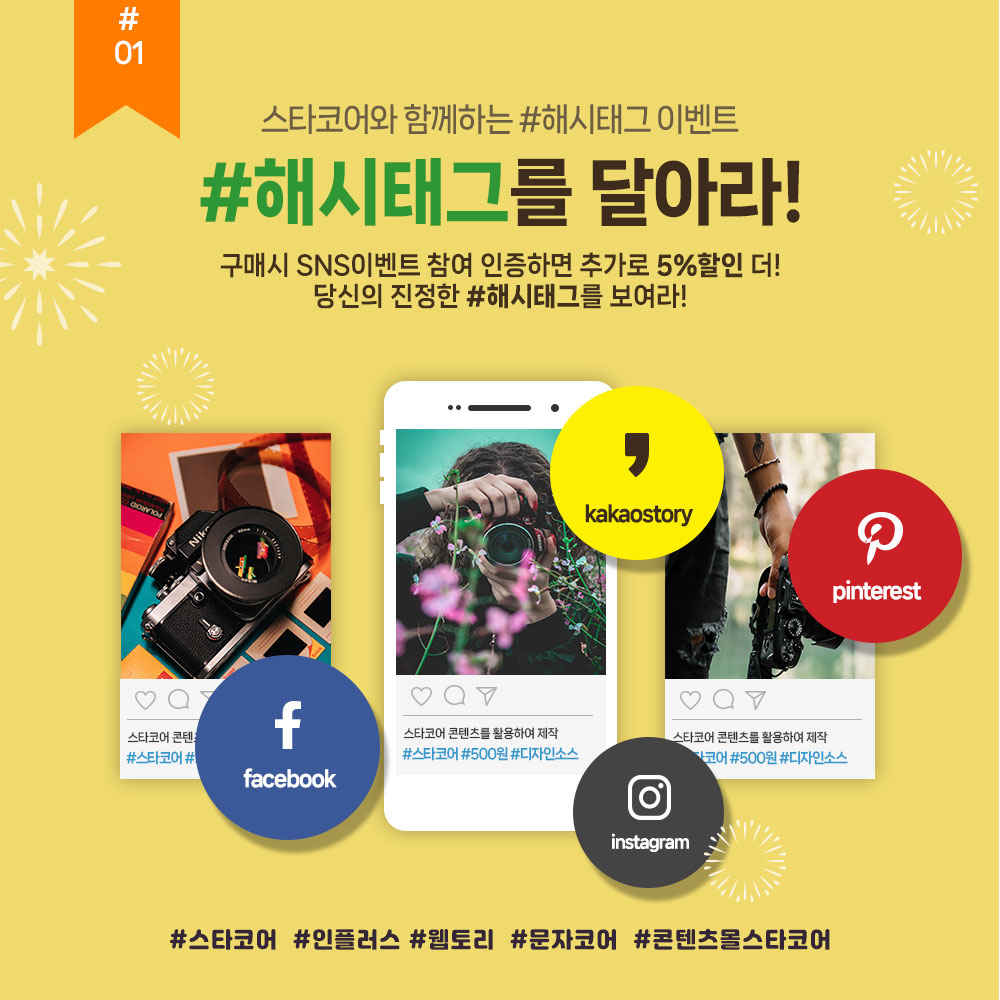 #
01
스타코어와 함께하는 #해시태그 이벤트
#해시태그를 달아라!
구매시 SNS이벤트 참여 인증하면 추가로 5%할인 더!
당신의 진정한 #해시태그를 보여라!
kakaostory
pinterest
POLAROID
Nikon
스타코어 콘텐츠를 활용하여 제작
#스타코어 #500원 #디자인소스
스타코어 콘텐츠를 활용하여 제작
#500원 #디자인소스
#스타코어
facebook
instagram
#스타코어 #인플러스 #웹토리 #문자코어 #콘텐츠몰스타코어